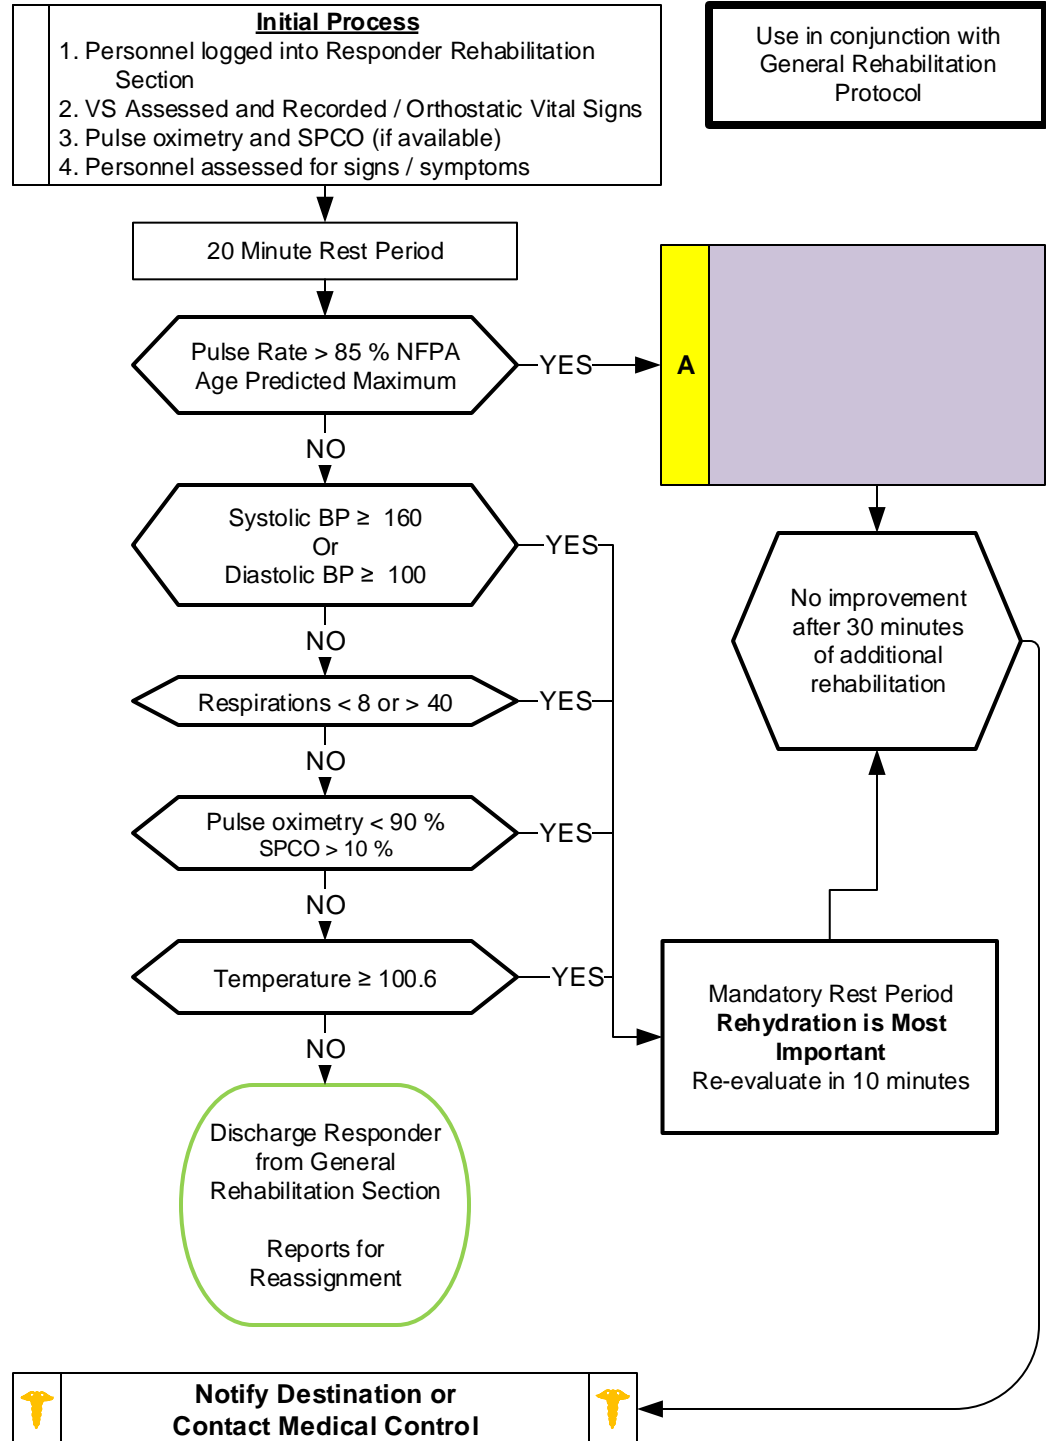 Initial Process
1. Personnel logged into Responder Rehabilitation
Section
2. VS Assessed and Recorded / Orthostatic Vital Signs
3. Pulse oximetry and SPCO (if available)
4. Personnel assessed for signs / symptoms
Use in conjunction with
General Rehabilitation
Protocol
20 Minute Rest Period
Pulse Rate > 85 % NFPA
Age Predicted Maximum
YES
A
NO
Systolic BP ≥ 160
Or
Diastolic BP ≥ 100
YES
No improvement
after 30 minutes
of additional
rehabilitation
NO
Respirations < 8 or > 40
YES
NO
Pulse oximetry < 90 %
SPCO > 10 %
YES
NO
Temperature ≥ 100.6
YES
Mandatory Rest Period
Rehydration is Most
Important
Re-evaluate in 10 minutes
NO
Discharge Responder
from General
Rehabilitation Section
Reports for
Reassignment
Notify Destination or
Contact Medical Control